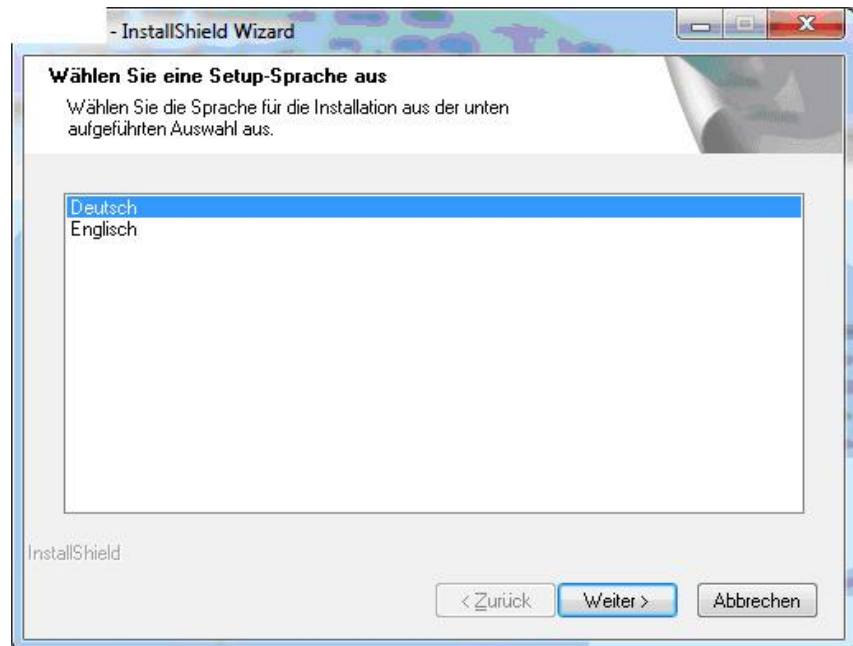 - InstallShield Wizard
Wählen Sie eine Setup-Sprache aus
Wählen Sie die Sprache für die Installation aus der unten
aufgeführten Auswahl aus.
Deutsch
Englisch
InstallShield
< Zurück
Weiter >
Abbrechen